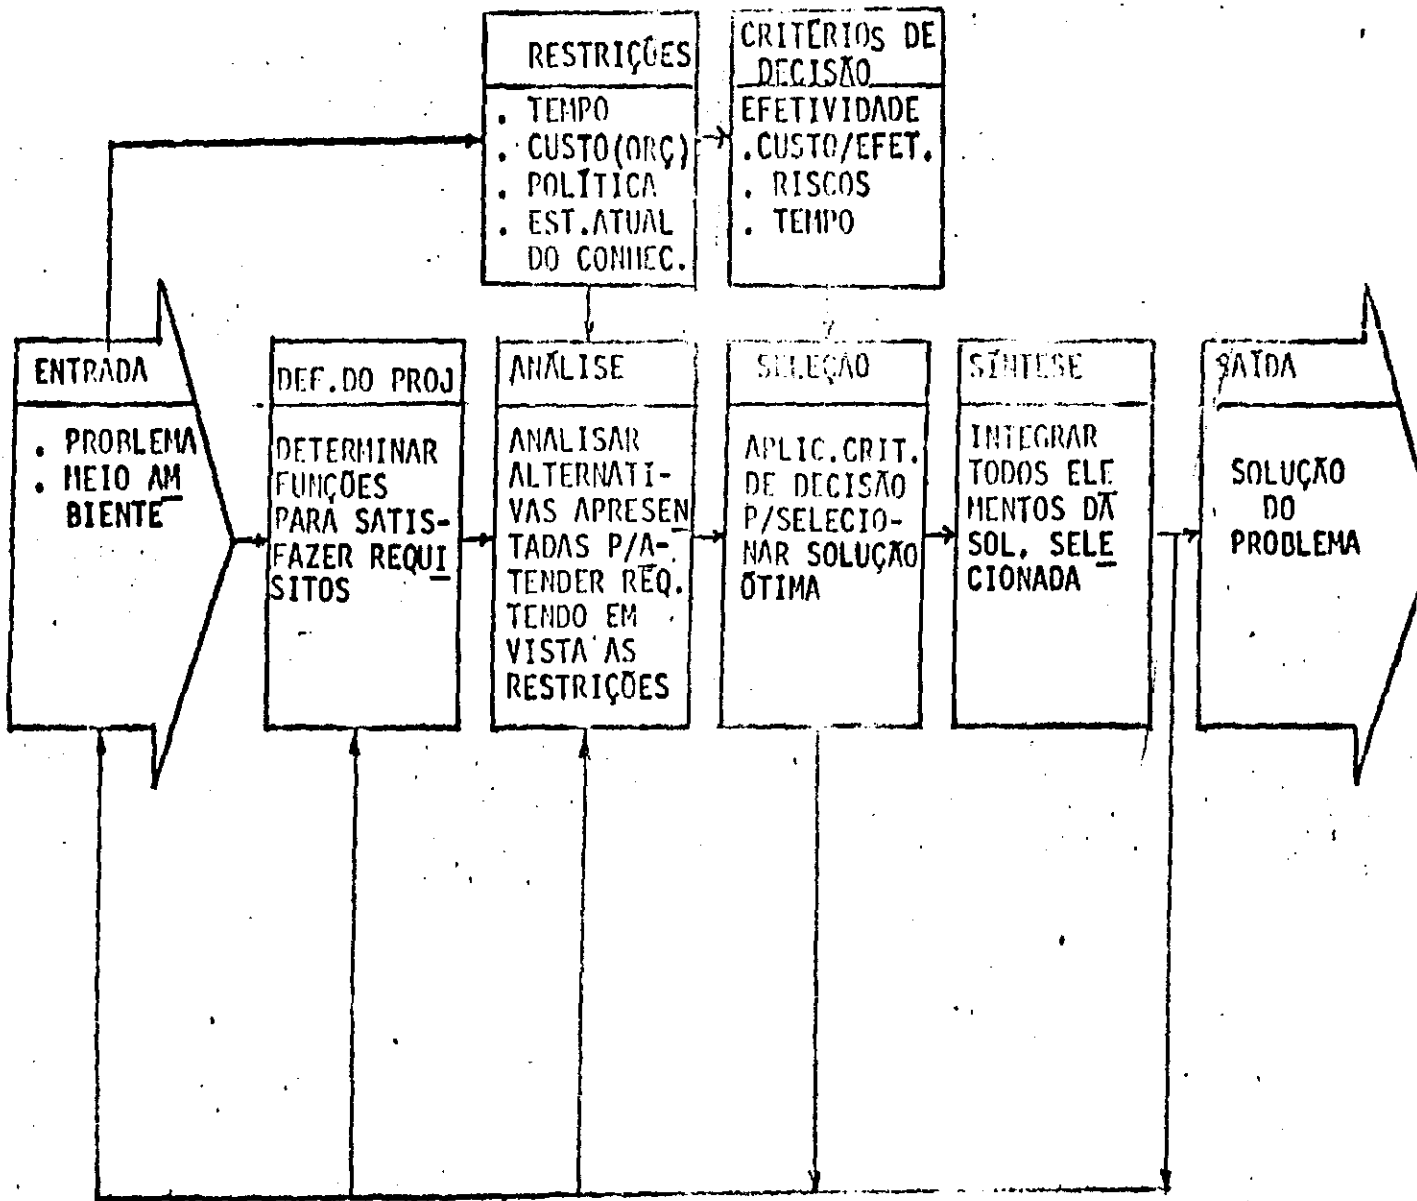 RESTRIÇÕES
. TEMPO
. CUSTO(ORÇ)
. POLÍTICA
. EST.ATUAL
DO CONHEC.
CRITÉRIOS DE
DECISÃO
EFETIVIDADE
.CUSTO/EFET.
. RISCOS
. TEMPO
ENTRADA
. PROBLEMA
. MEIO AM
BIENTE
DEF.DO PROJ
DETERMINAR
FUNÇÕES
PARA SATIS-
FAZER REQUI
SITOS
ANÁLISE
ANALISAR
ALTERNATI-
VAS APRESEN
TADAS P/A-
TENDER REQ.
TENDO EM
VISTA AS
RESTRIÇÕES
SELEÇÃO
APLIC.CRIT.
DE DECISÃO
P/SELECIO-
NAR SOLUÇÃO
ÓTIMA
SÍNTESE
INTEGRAR
TODOS ELE
MENTOS DA
SOL. SELE
CIONADA
SAÍDA
SOLUÇÃO
DO
PROBLEMA